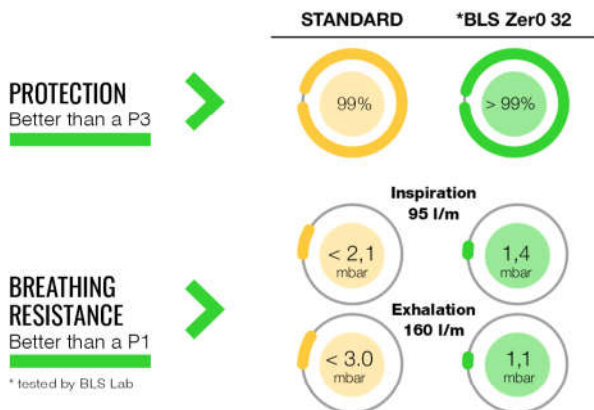 STANDARD
*BLS Zer0 32
PROTECTION
Better than a P3
99%
> 99%
Inspiration
95 l/m
< 2,1
mbar
1,4
mbar
BREATHING
RESISTANCE
Better than a P1
* tested by BLS Lab
Exhalation
160 l/m
< 3.0
mbar
1,1
mbar